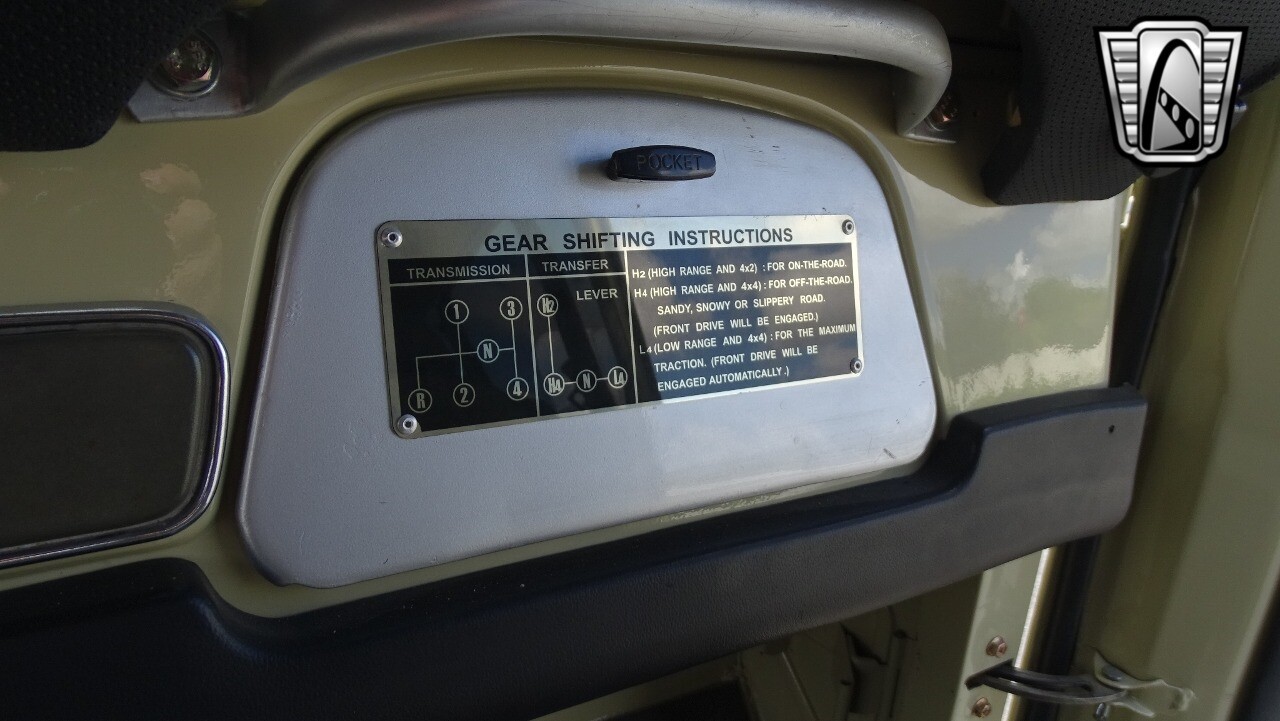 POCKET
GEAR SHIFTING INSTRUCTIONS
TRANSMISSION
1 3
N
R 2 4
TRANSFER
LEVER
H2
H4 N L4
H2 (HIGH RANGE AND 4x2) : FOR ON-THE-ROAD.
H4 (HIGH RANGE AND 4x4) : FOR OFF-THE-ROAD.
SANDY, SNOWY OR SLIPPERY ROAD.
(FRONT DRIVE WILL BE ENGAGED.)
L4 (LOW RANGE AND 4x4) : FOR THE MAXIMUM
TRACTION. (FRONT DRIVE WILL BE
ENGAGED AUTOMATICALLY.)